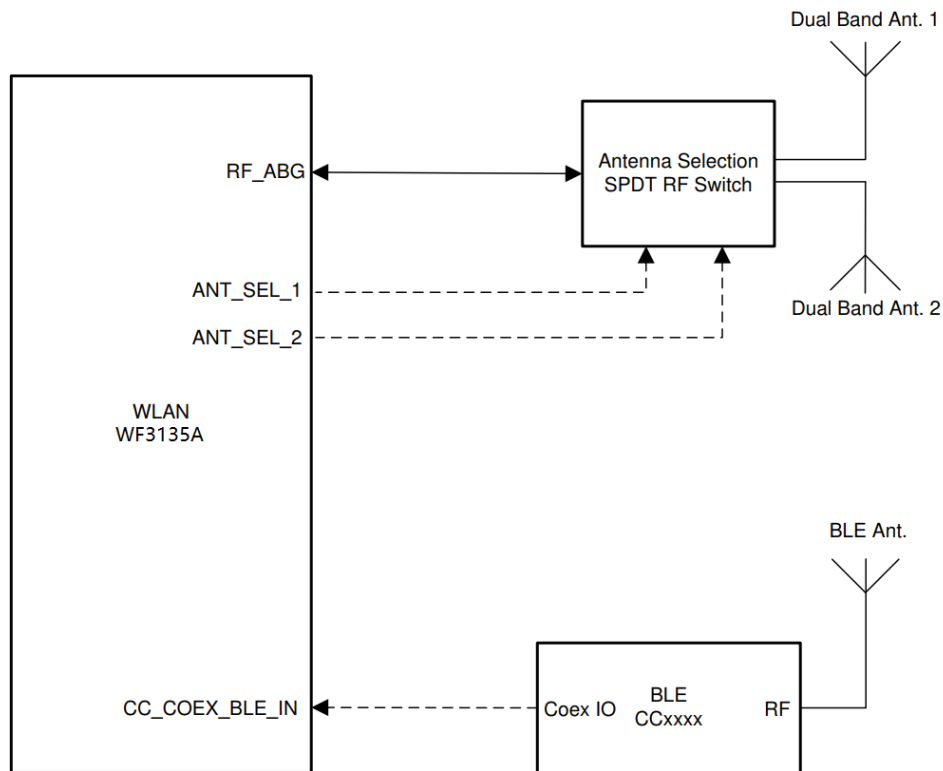 Dual Band Ant. 1
Antenna Selection
SPDT RF Switch
RF_ABG
ANT_SEL_1
Dual Band Ant. 2
ANT_SEL_2
WLAN
WF3135A
BLE Ant.
CC_COEX_BLE_IN
Coex IO
BLE
CCxxxx
RF